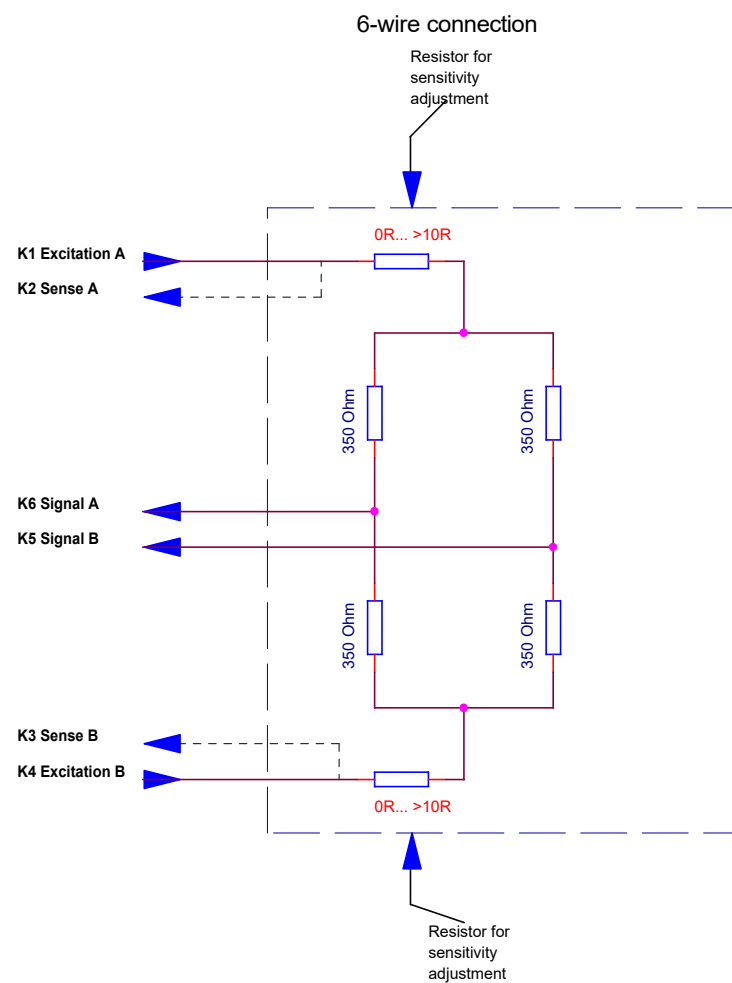 6-wire connection
Resistor for
sensitivity
adjustment
0R... >10R
K1 Excitation A
K2 Sense A
350 Ohm
350 Ohm
K6 Signal A
K5 Signal B
350 Ohm
350 Ohm
K3 Sense B
K4 Excitation B
0R... >10R
Resistor for
sensitivity
adjustment